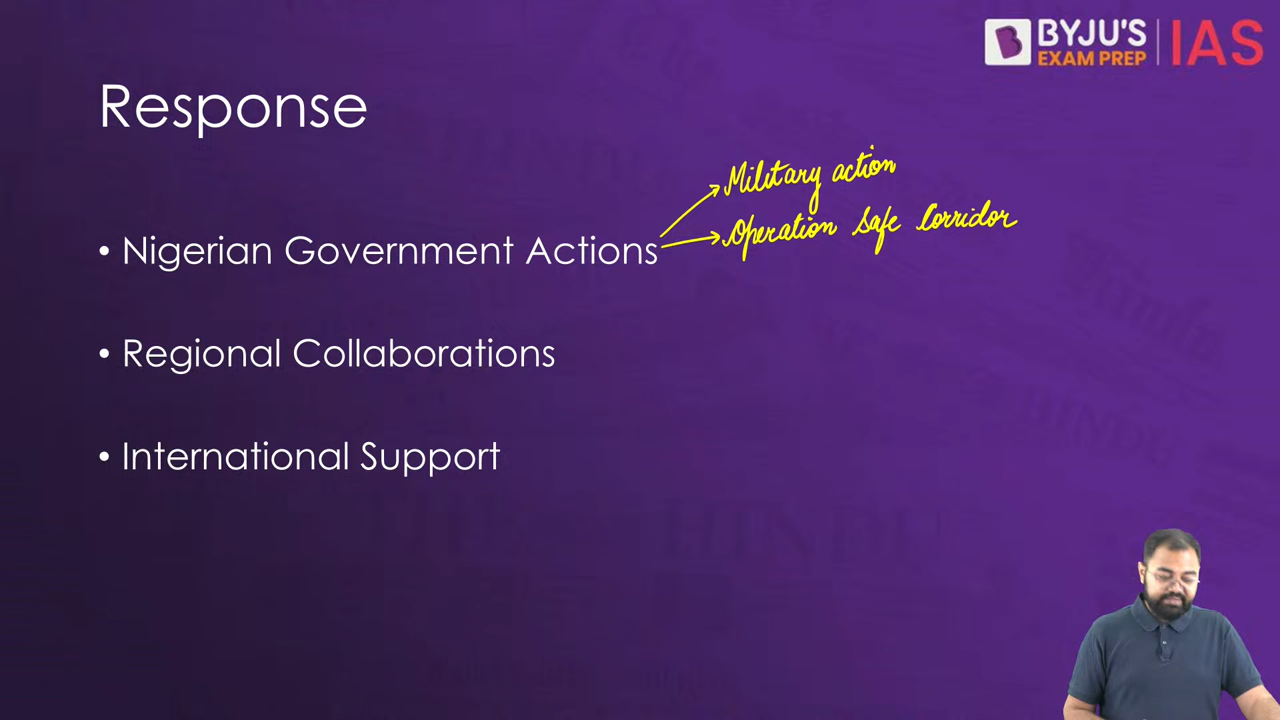 BYJU'S
EXAM PREP
IAS
Response
Military action
Operation Safe Corridor
• Nigerian Government Actions
• Regional Collaborations
• International Support